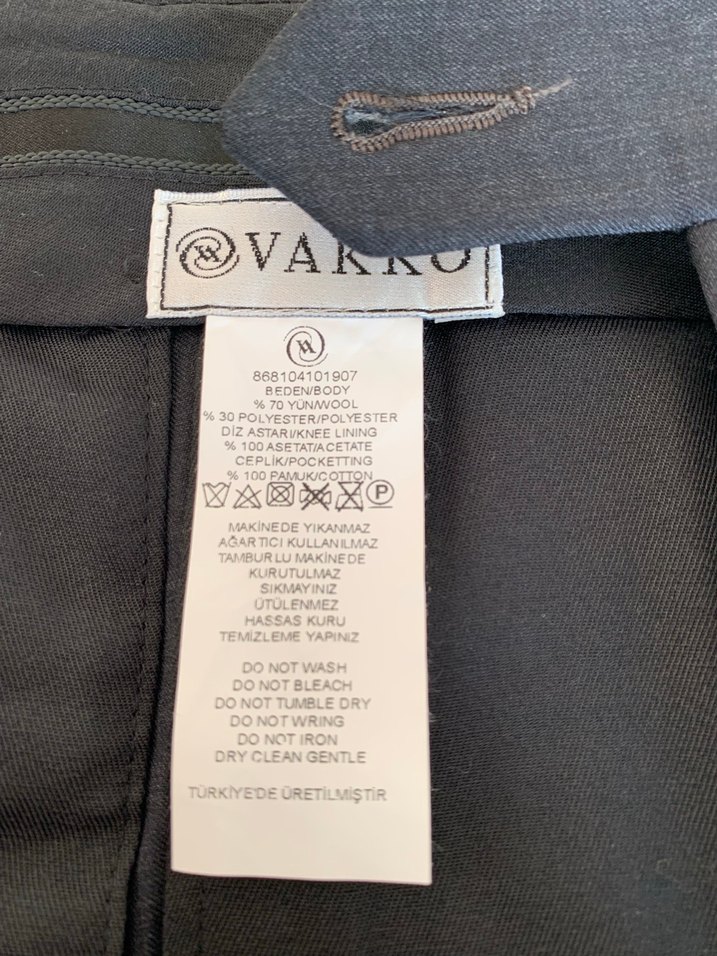 VAKKO
868104101907
BEDEN/BODY
% 70 YÜN/WOOL
% 30 POLYESTER/POLYESTER
DİZ ASTARI/KNEE LINING
% 100 ASETAT/ACETATE
CEPLİK/POCKETTING
% 100 PAMUK/COTTON
P
MAKİNEDE YIKANMAZ
AĞARTICI KULLANILMAZ
TAMBURLU MAKİNEDE
KURUTULMAZ
SIKMAYINIZ
ÜTÜLENMEZ
HASSAS KURU
TEMİZLEME YAPINIZ
DO NOT WASH
DO NOT BLEACH
DO NOT TUMBLE DRY
DO NOT WRING
DO NOT IRON
DRY CLEAN GENTLE
TÜRKİYE'DE ÜRETİLMİŞTİR